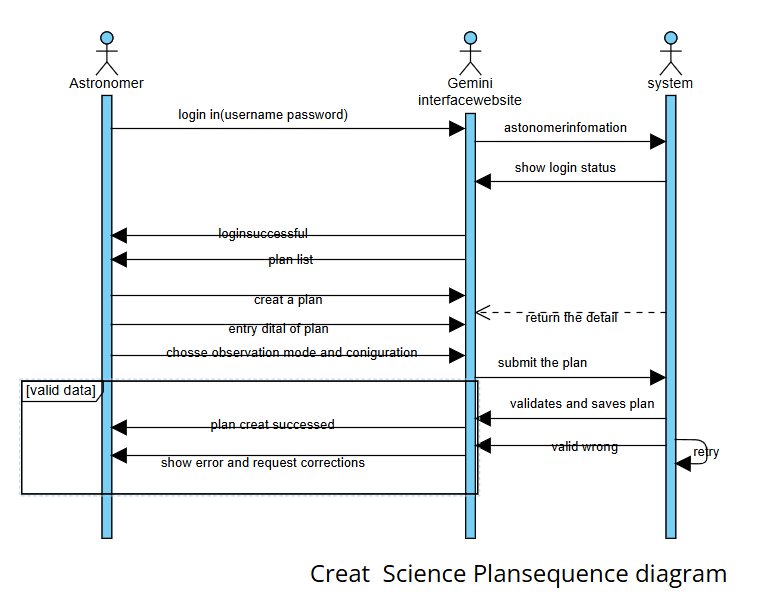 Astronomer
Gemini
interfacewebsite
system
login in(username password)
astonomerinfomation
show login status
loginsuccessful
plan list
creat a plan
return the detail
entry dital of plan
chosse observation mode and coniguration
submit the plan
[valid data]
validates and saves plan
plan creat successed
valid wrong
retry
show error and request corrections
Creat  Science Plansequence diagram